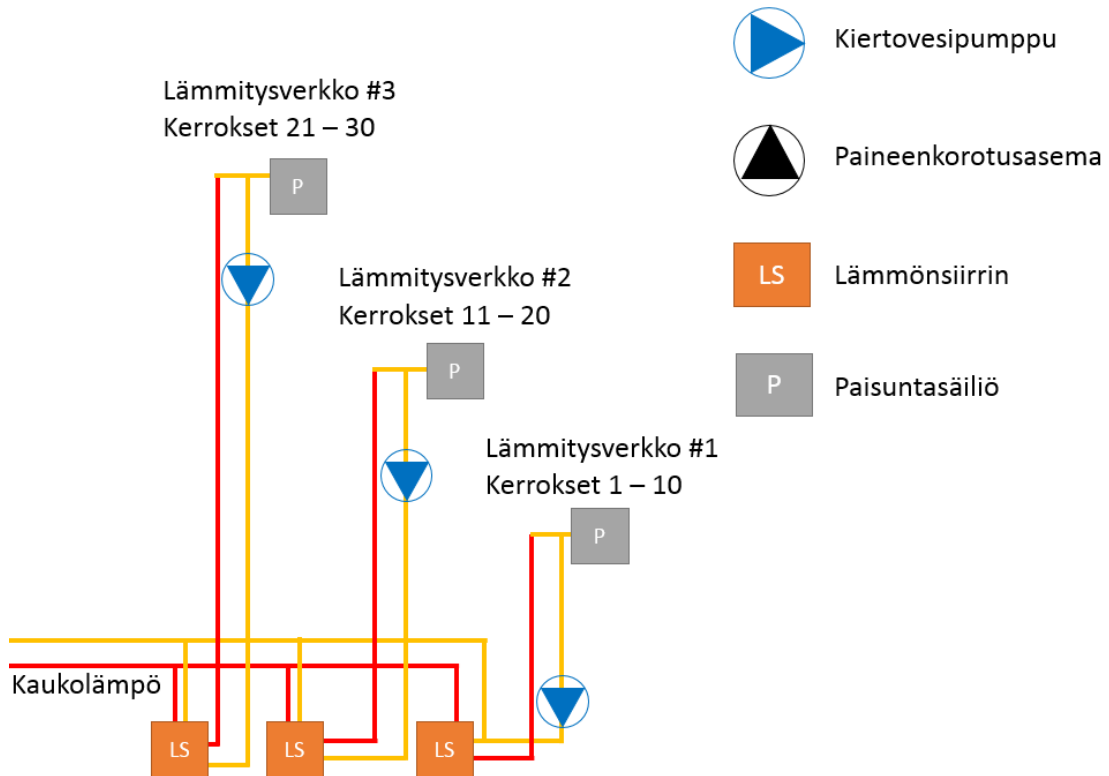 Kiertovesipumppu
Lämmitysverkko #3
Kerrokset 21 – 30
Paineenkorotusasema
P
Lämmitysverkko #2
Kerrokset 11 – 20
LS
Lämmönsiirrin
P
P
Paisuntasäiliö
Lämmitysverkko #1
Kerrokset 1 – 10
P
Kaukolämpö
LS
LS
LS